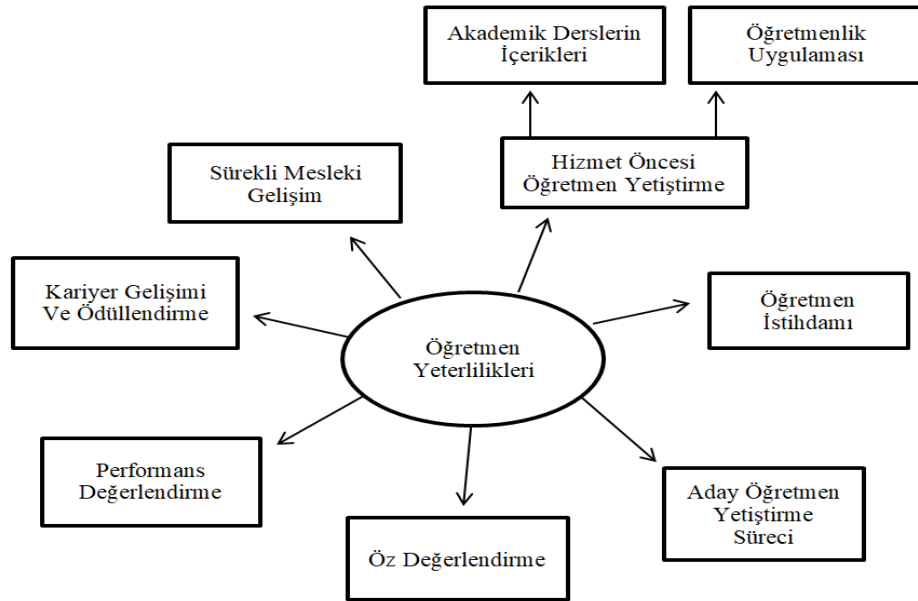 Akademik Derslerin
İçerikleri
Öğretmenlik
Uygulaması
Sürekli Mesleki
Gelişim
Hizmet Öncesi
Öğretmen Yetiştirme
Kariyer Gelişimi
Ve Ödüllendirme
Öğretmen
İstihdamı
Öğretmen
Yeterlilikleri
Performans
Değerlendirme
Aday Öğretmen
Yetiştirme
Süreci
Öz Değerlendirme